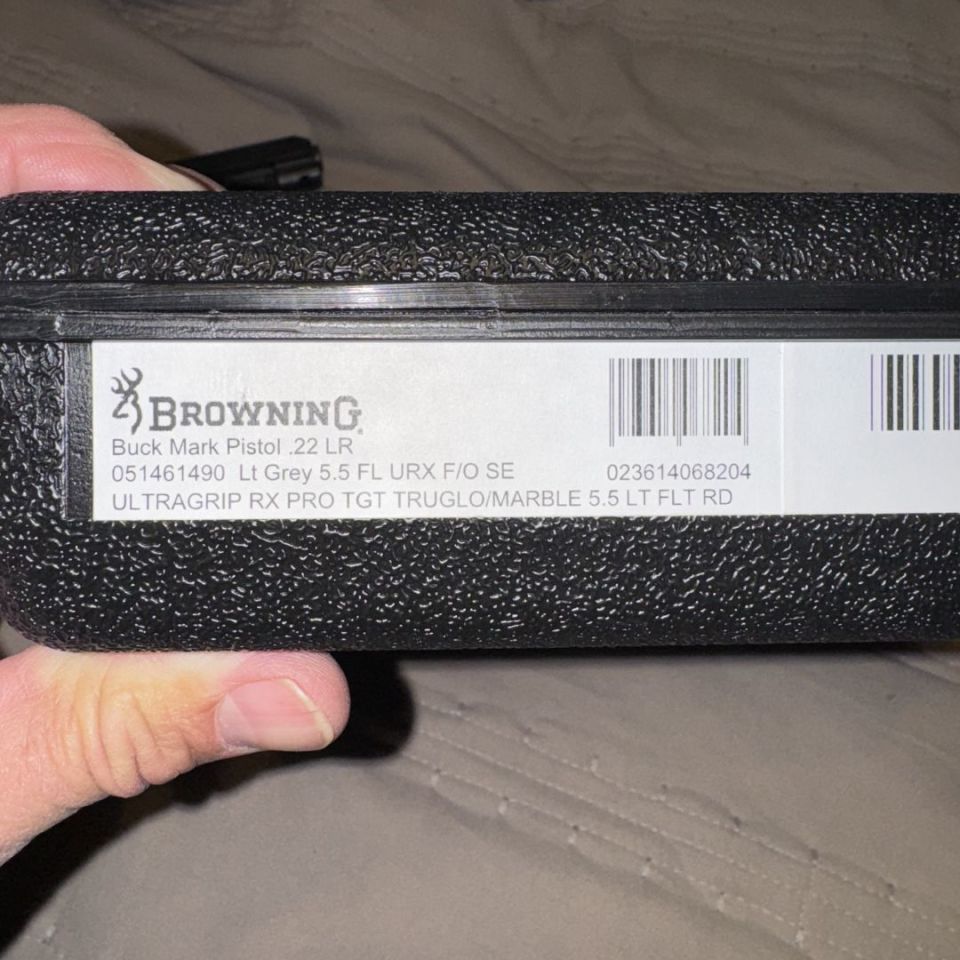 BROWNING
Buck Mark Pistol .22 LR
051461490 Lt Grey 5.5 FL URX F/O SE 023614068204
ULTRAGRIP RX PRO TGT TRUGLO/MARBLE 5.5 LT FLT RD